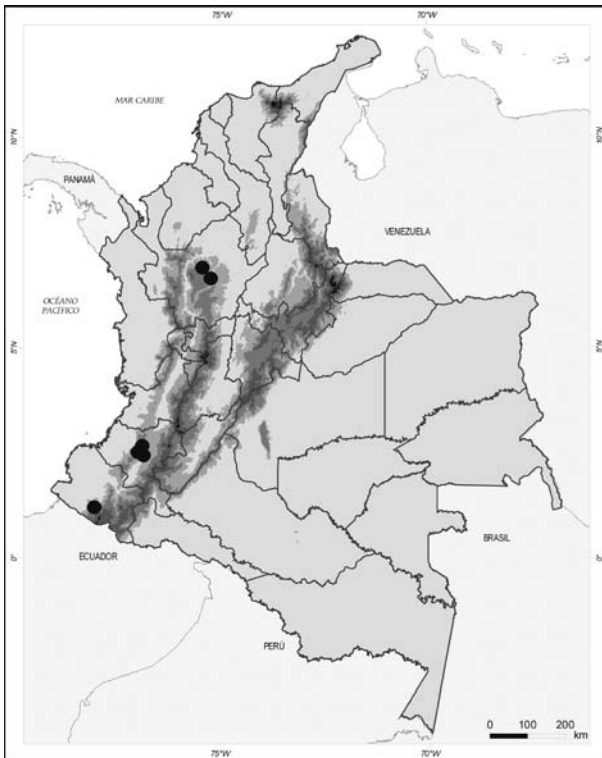 75°W 70°W
MAR CARIBE
10°N 10°N
PANAMÁ
VENEZUELA
OCÉANO
PACÍFICO
5°N 5°N
ECUADOR
0° 0°
BRASIL
PERÚ
0 100 200
km
75°W 70°W